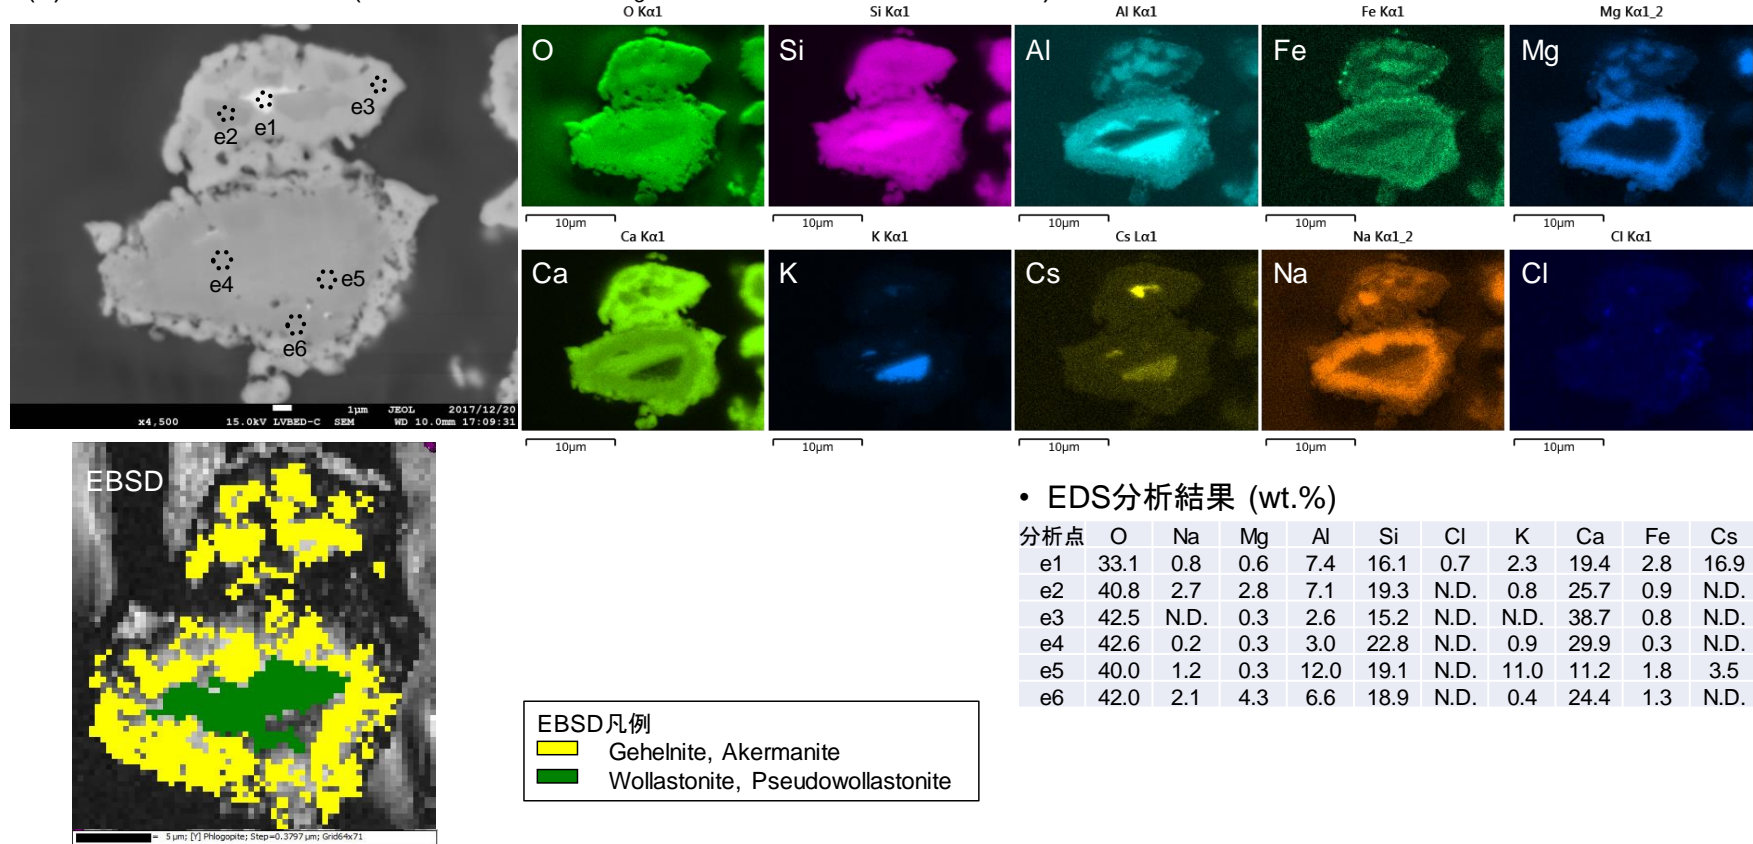 O Kα1
Si Kα1
Al Kα1
Fe Kα1
Mg Kα1_2
O
Si
Al
Fe
Mg
e1
e2
e3
e4
e5
e6
1μm JEOL 2017/12/20
x4,500 15.0kV LVBED-C SEM WD 10.0mm 17:09:31
10μm
10μm
10μm
10μm
10μm
Ca Kα1
K Kα1
Cs Lα1
Na Kα1_2
Cl Kα1
Ca
K
Cs
Na
Cl
10μm
10μm
10μm
10μm
10μm
EBSD
= 5 μm; [Y] Phlogopite; Step=0.3797 μm; Grid64x71
EBSD凡例
Gehelnite, Akermanite
Wollastonite, Pseudowollastonite
• EDS分析結果 (wt.%)
分析点 O Na Mg Al Si Cl K Ca Fe Cs
e1 33.1 0.8 0.6 7.4 16.1 0.7 2.3 19.4 2.8 16.9
e2 40.8 2.7 2.8 7.1 19.3 N.D. 0.8 25.7 0.9 N.D.
e3 42.5 N.D. 0.3 2.6 15.2 N.D. N.D. 38.7 0.8 N.D.
e4 42.6 0.2 0.3 3.0 22.8 N.D. 0.9 29.9 0.3 N.D.
e5 40.0 1.2 0.3 12.0 19.1 N.D. 11.0 11.2 1.8 3.5
e6 42.0 2.1 4.3 6.6 18.9 N.D. 0.4 24.4 1.3 N.D.